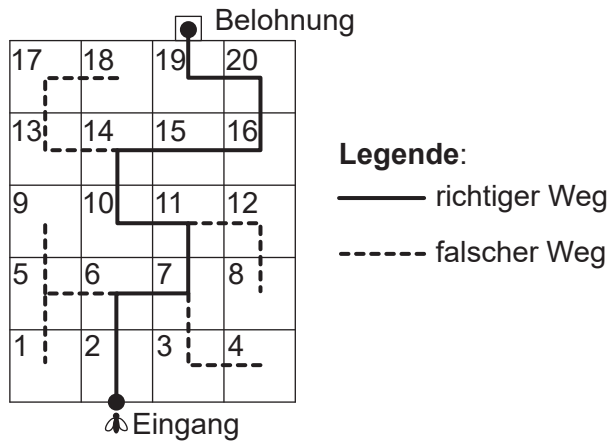 Belohnung
17 18 19 20
13 14 15 16
9 10 11 12
5 6 7 8
1 2 3 4
Eingang
Legende:
richtiger Weg
falscher Weg